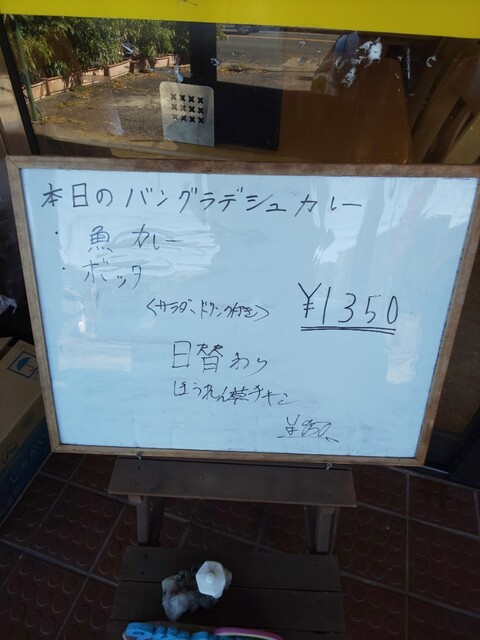 本日のバングラデシュカレー
・魚カレー
・ボッタ
<サラダ、ドリンク付き>
¥1350
日替わり
ほうれん草チキン